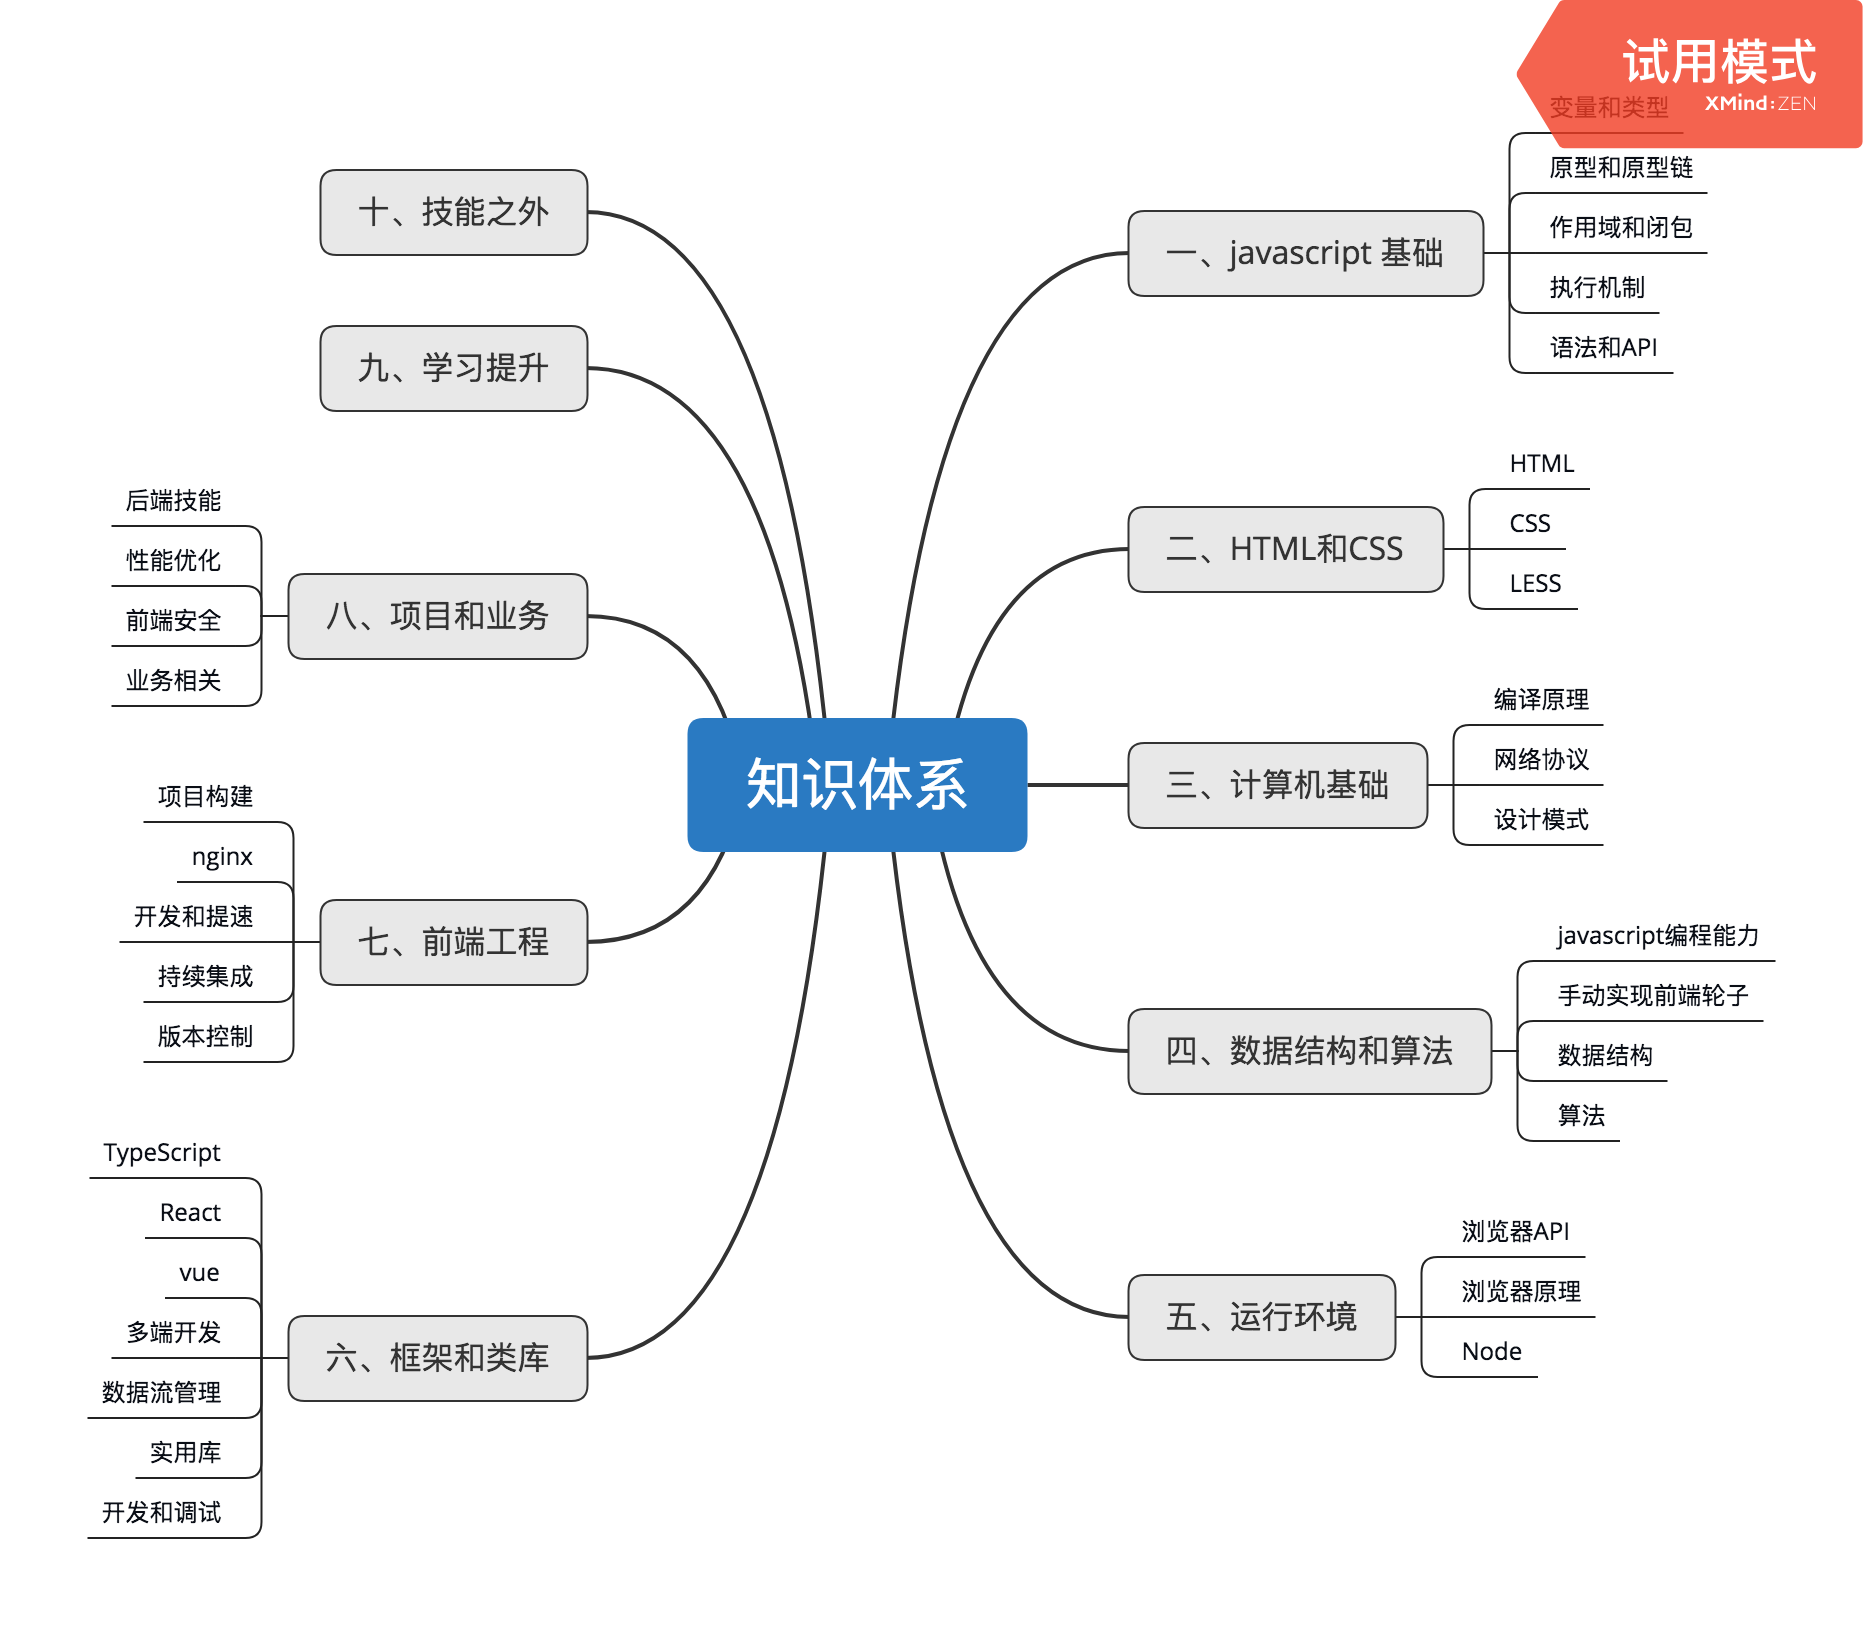 试用模式
XMind:ZEN
知识体系
一、javascript 基础
变量和类型
原型和原型链
作用域和闭包
执行机制
语法和API
二、HTML和CSS
HTML
CSS
LESS
三、计算机基础
编译原理
网络协议
设计模式
四、数据结构和算法
javascript编程能力
手动实现前端轮子
数据结构
算法
五、运行环境
浏览器API
浏览器原理
Node
六、框架和类库
TypeScript
React
vue
多端开发
数据流管理
实用库
开发和调试
七、前端工程
项目构建
nginx
开发和提速
持续集成
版本控制
八、项目和业务
后端技能
性能优化
前端安全
业务相关
九、学习提升
十、技能之外